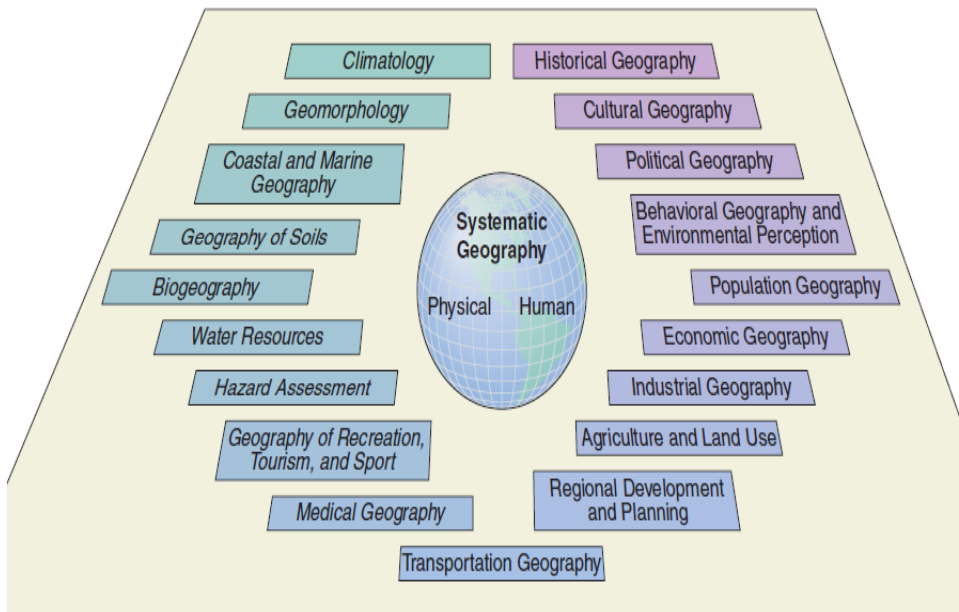 Climatology
Historical Geography
Geomorphology
Cultural Geography
Coastal and Marine
Geography
Political Geography
Geography of Soils
Behavioral Geography and
Environmental Perception
Biogeography
Population Geography
Systematic
Geography
Physical
Human
Water Resources
Economic Geography
Hazard Assessment
Industrial Geography
Geography of Recreation,
Tourism, and Sport
Agriculture and Land Use
Medical Geography
Regional Development
and Planning
Transportation Geography